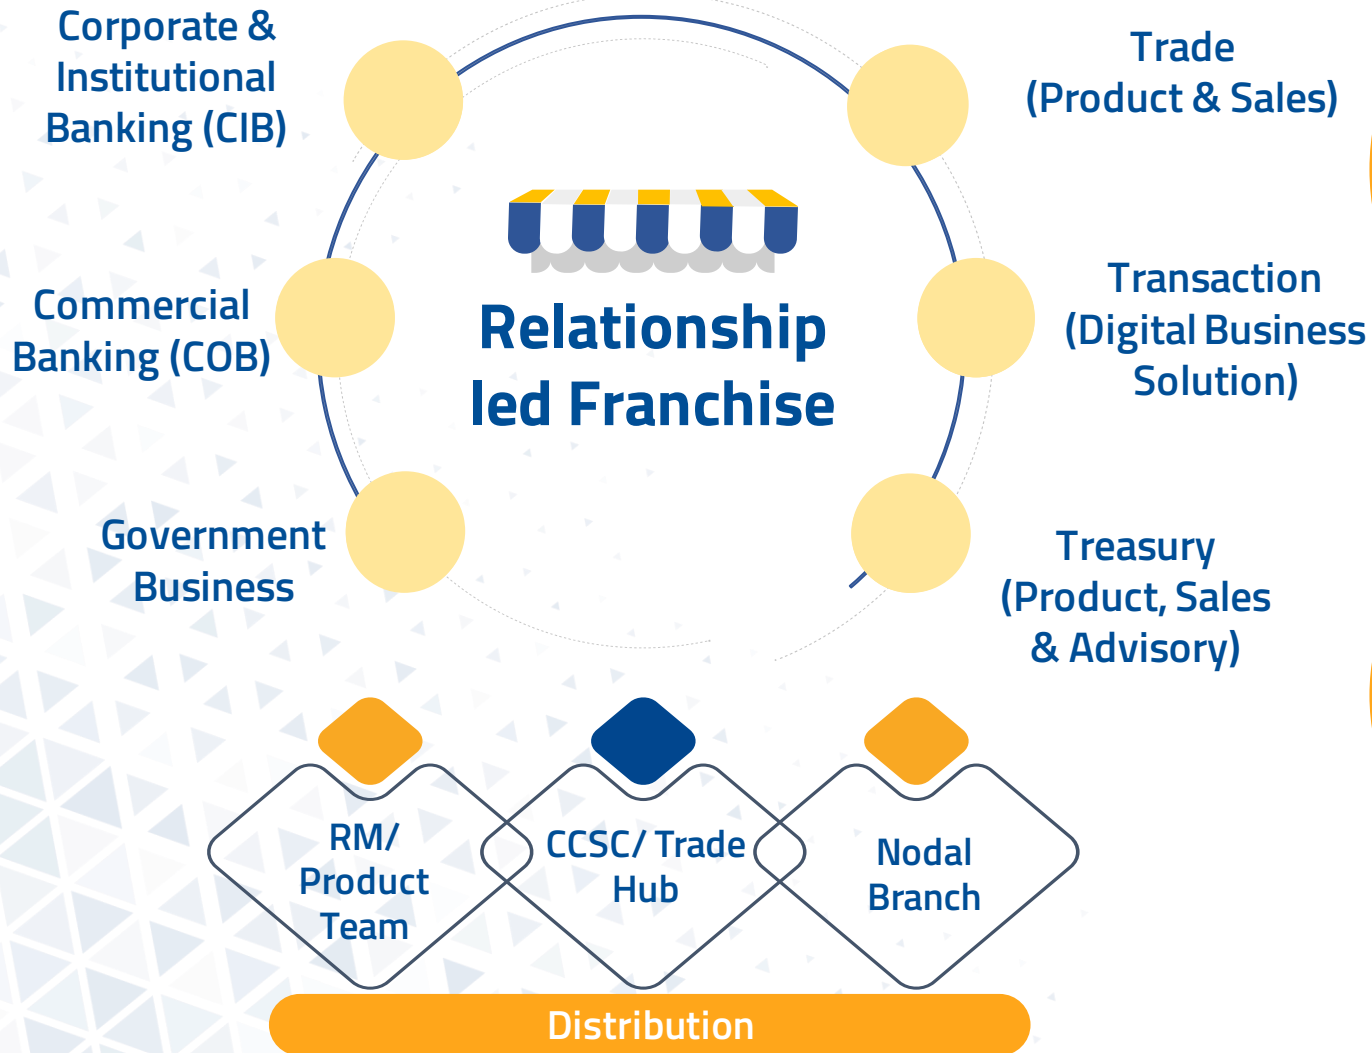 Corporate &
Institutional
Banking (CIB)
Commercial
Banking (COB)
Government
Business
Relationship
led Franchise
Trade
(Product & Sales)
Transaction
(Digital Business
Solution)
Treasury
(Product, Sales
& Advisory)
RM/
Product
Team
CCSC/ Trade
Hub
Nodal
Branch
Distribution